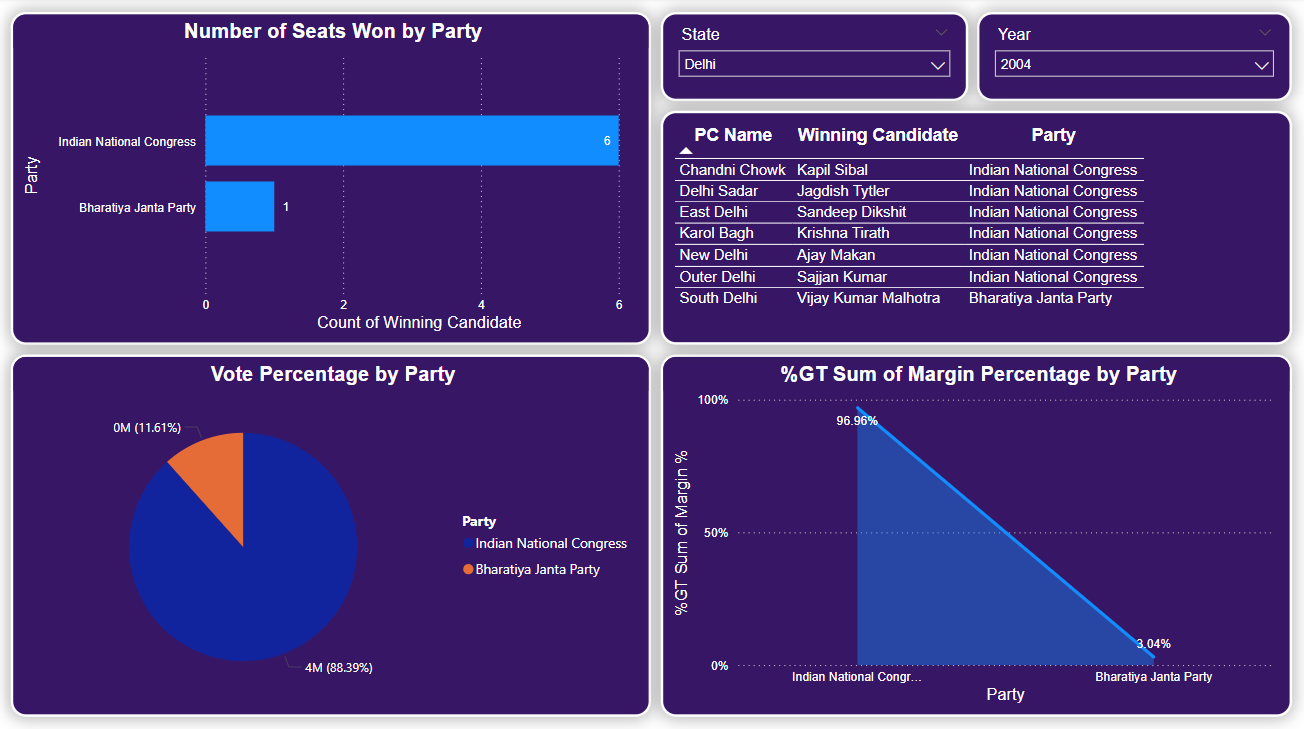 Number of Seats Won by Party
Party
Indian National Congress
6
Bharatiya Janta Party
1
0 2 4 6
Count of Winning Candidate
State
Delhi
Year
2004
PC Name Winning Candidate Party
Chandni Chowk Kapil Sibal Indian National Congress
Delhi Sadar Jagdish Tytler Indian National Congress
East Delhi Sandeep Dikshit Indian National Congress
Karol Bagh Krishna Tirath Indian National Congress
New Delhi Ajay Makan Indian National Congress
Outer Delhi Sajjan Kumar Indian National Congress
South Delhi Vijay Kumar Malhotra Bharatiya Janta Party
Vote Percentage by Party
0M (11.61%)
4M (88.39%)
Party
Indian National Congress
Bharatiya Janta Party
%GT Sum of Margin Percentage by Party
%GT Sum of Margin %
100%
50%
0%
96.96%
3.04%
Indian National Congr... Bharatiya Janta Party
Party